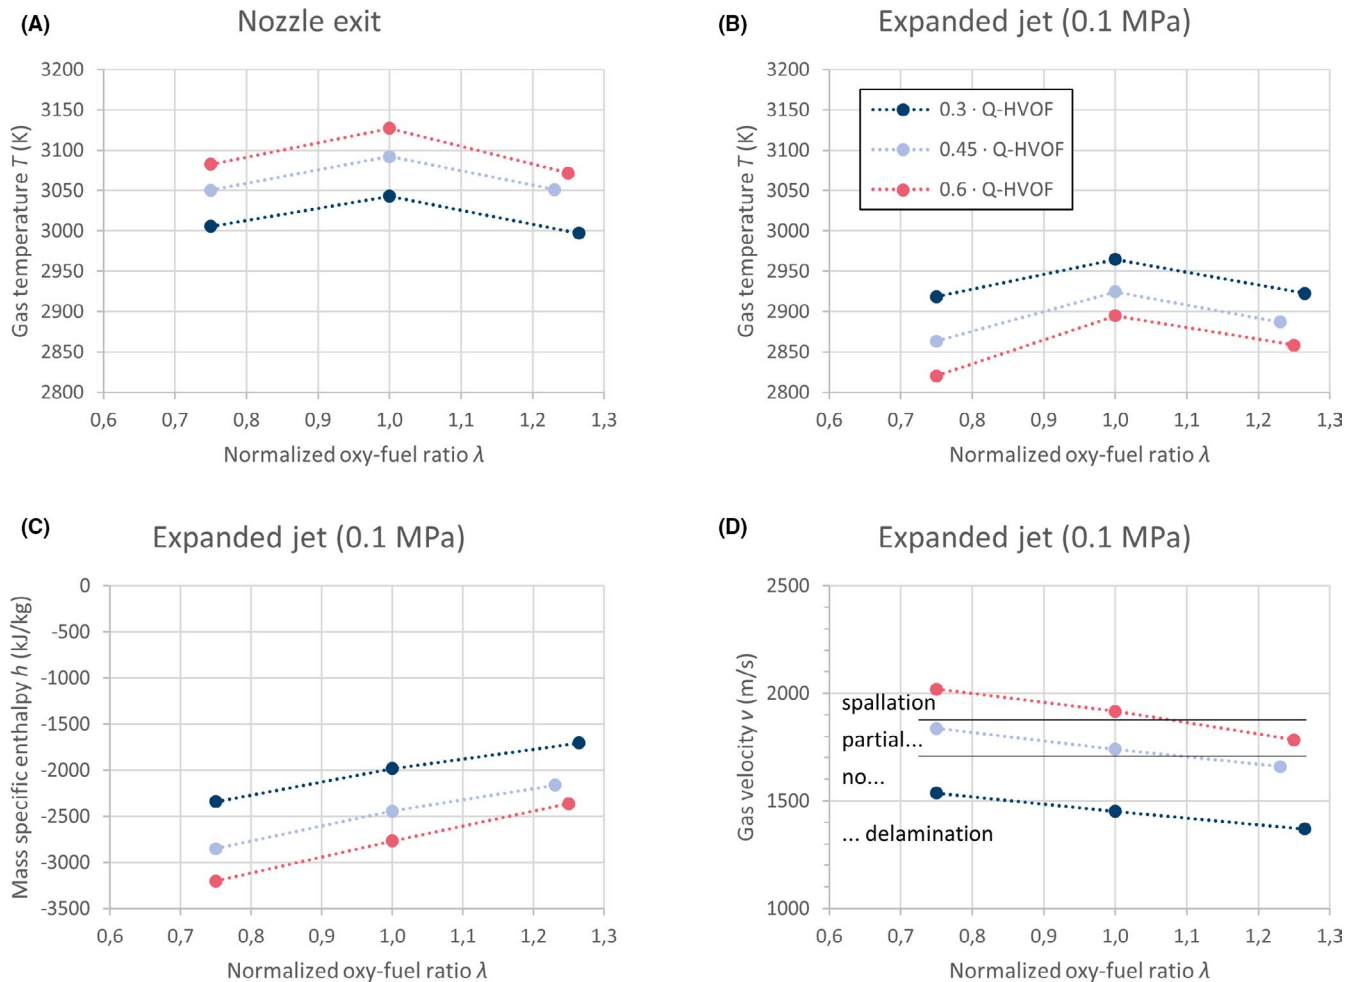 (A)
Nozzle exit
Gas temperature T (K)
3200
3150
3100
3050
3000
2950
2900
2850
2800
0,6 0,7 0,8 0,9 1,0 1,1 1,2 1,3
Normalized oxy-fuel ratio λ
(B)
Expanded jet (0.1 MPa)
Gas temperature T (K)
3200
3150
3100
3050
3000
2950
2900
2850
2800
0.3 · Q-HVOF
0.45 · Q-HVOF
0.6 · Q-HVOF
0,6 0,7 0,8 0,9 1,0 1,1 1,2 1,3
Normalized oxy-fuel ratio λ
(C)
Expanded jet (0.1 MPa)
Mass specific enthalpy h (kJ/kg)
0
-500
-1000
-1500
-2000
-2500
-3000
-3500
0,6 0,7 0,8 0,9 1,0 1,1 1,2 1,3
Normalized oxy-fuel ratio λ
(D)
Expanded jet (0.1 MPa)
Gas velocity v (m/s)
2500
2000
1500
1000
spallation
partial...
no...
... delamination
0,6 0,7 0,8 0,9 1,0 1,1 1,2 1,3
Normalized oxy-fuel ratio λ